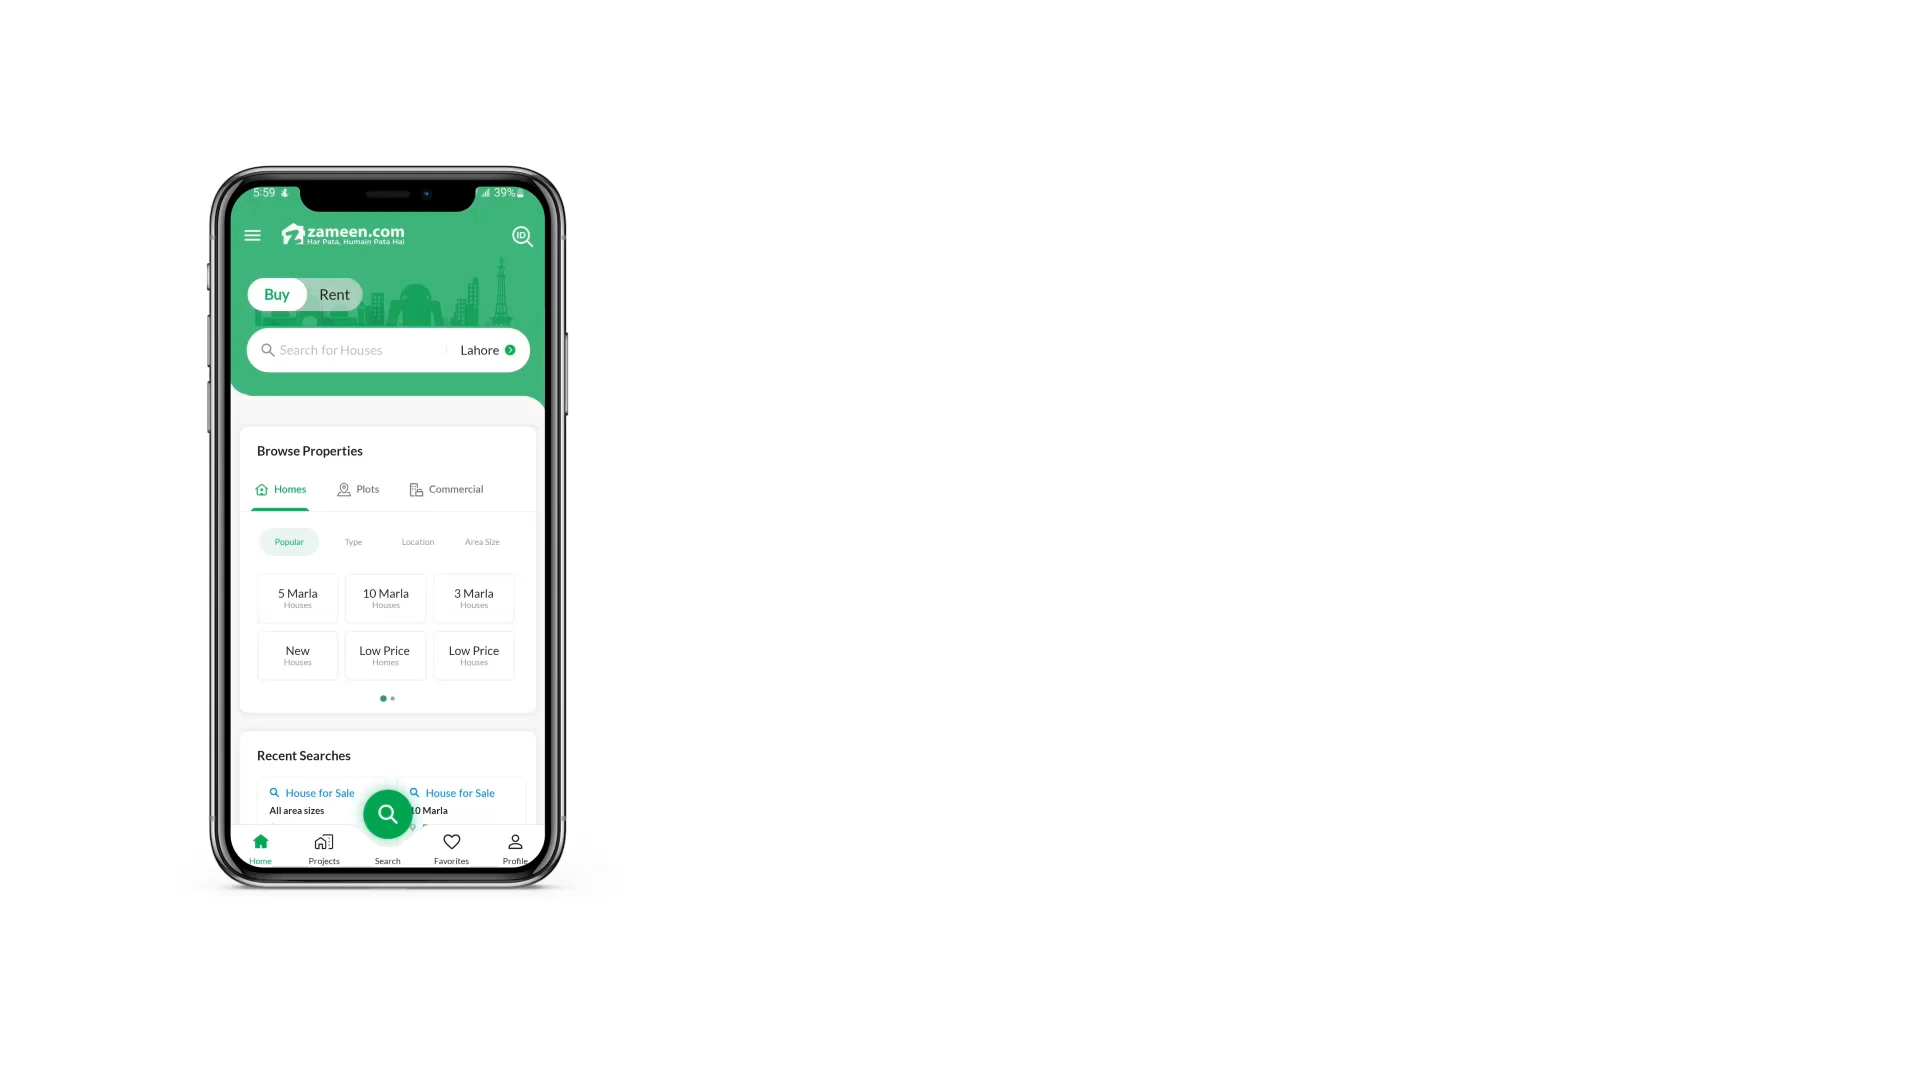 5:59
39%
zameen.com
Har Pata, Humain Pata Hai
ID
Buy Rent
Search for Houses Lahore
Browse Properties
Homes Plots Commercial
Popular Type Location Area Size
5 Marla 10 Marla 3 Marla
Houses Houses Houses
New Low Price Low Price
Houses Homes Houses
Recent Searches
House for Sale House for Sale
All area sizes 10 Marla
Home Projects Search Favorites Profile